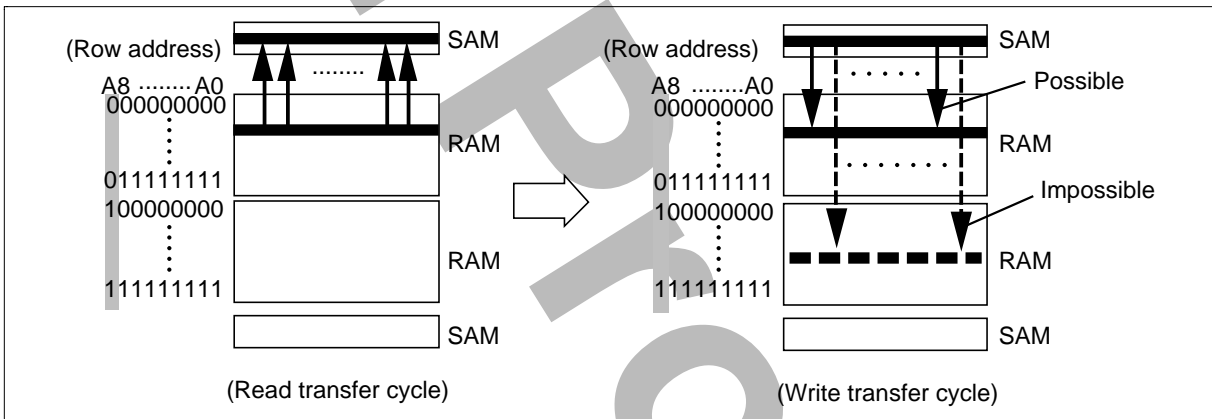 (Row address)
SAM
A8 ........ A0
........
000000000
RAM
011111111
100000000
RAM
111111111
SAM
(Read transfer cycle)
(Row address)
SAM
A8 ........A0
.....
Possible
000000000
RAM
.......
011111111
Impossible
100000000
RAM
111111111
SAM
(Write transfer cycle)
Pro